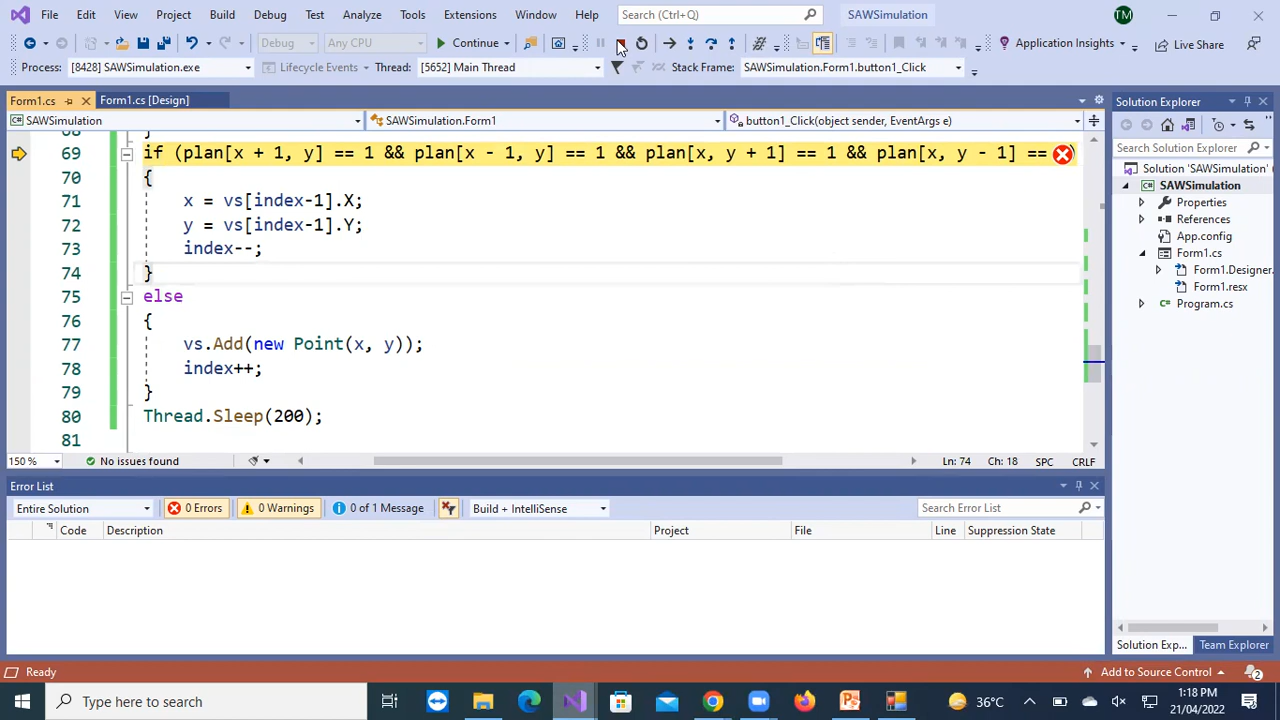 File Edit View Project Build Debug Test Analyze Tools Extensions Window Help Search (Ctrl+Q) SAWSimulation TM
Debug Any CPU Continue Application Insights Live Share
Process: [8428] SAWSimulation.exe Lifecycle Events Thread: [5652] Main Thread Stack Frame: SAWSimulation.Form1.button1_Click
Form1.cs Form1.cs [Design]
SAWSimulation SAWSimulation.Form1 button1_Click(object sender, EventArgs e)
68 }
69 if (plan[x + 1, y] == 1 && plan[x - 1, y] == 1 && plan[x, y + 1] == 1 && plan[x, y - 1] == )
70 {
71 x = vs[index-1].X;
72 y = vs[index-1].Y;
73 index--;
74 }
75 else
76 {
77 vs.Add(new Point(x, y));
78 index++;
79 }
80 Thread.Sleep(200);
81
150 % No issues found Ln: 74 Ch: 18 SPC CRLF
Error List
Entire Solution 0 Errors 0 Warnings 0 of 1 Message Build + IntelliSense Search Error List
Code Description Project File Line Suppression State
Solution Explorer
Search Solution Explorer
Solution 'SAWSimulation' (
SAWSimulation
Properties
References
App.config
Form1.cs
Form1.Designer.
Form1.resx
Program.cs
Solution Exp... Team Explorer
Ready Add to Source Control 2
Type here to search 36°C 1:18 PM
21/04/2022